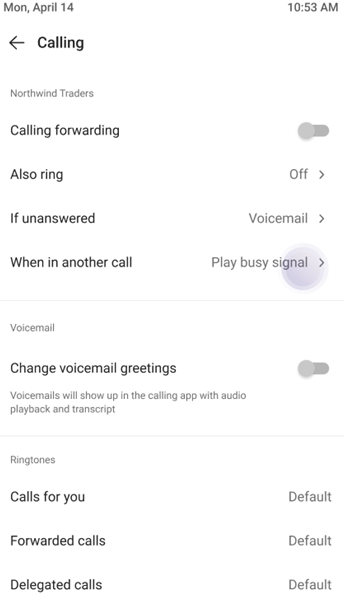 Mon, April 14 10:53 AM
Calling
Northwind Traders
Calling forwarding
Also ring Off
If unanswered Voicemail
When in another call Play busy signal
Voicemail
Change voicemail greetings
Voicemails will show up in the calling app with audio
playback and transcript
Ringtones
Calls for you Default
Forwarded calls Default
Delegated calls Default